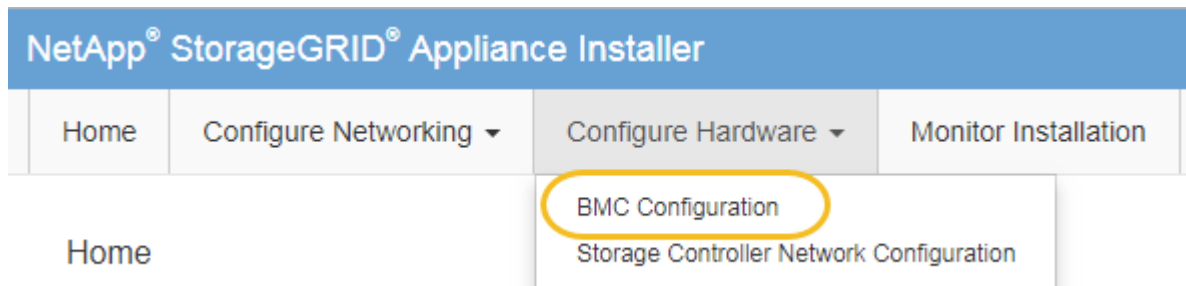 NetApp® StorageGRID® Appliance Installer
Home Configure Networking Configure Hardware Monitor Installation
BMC Configuration
Home
Storage Controller Network Configuration